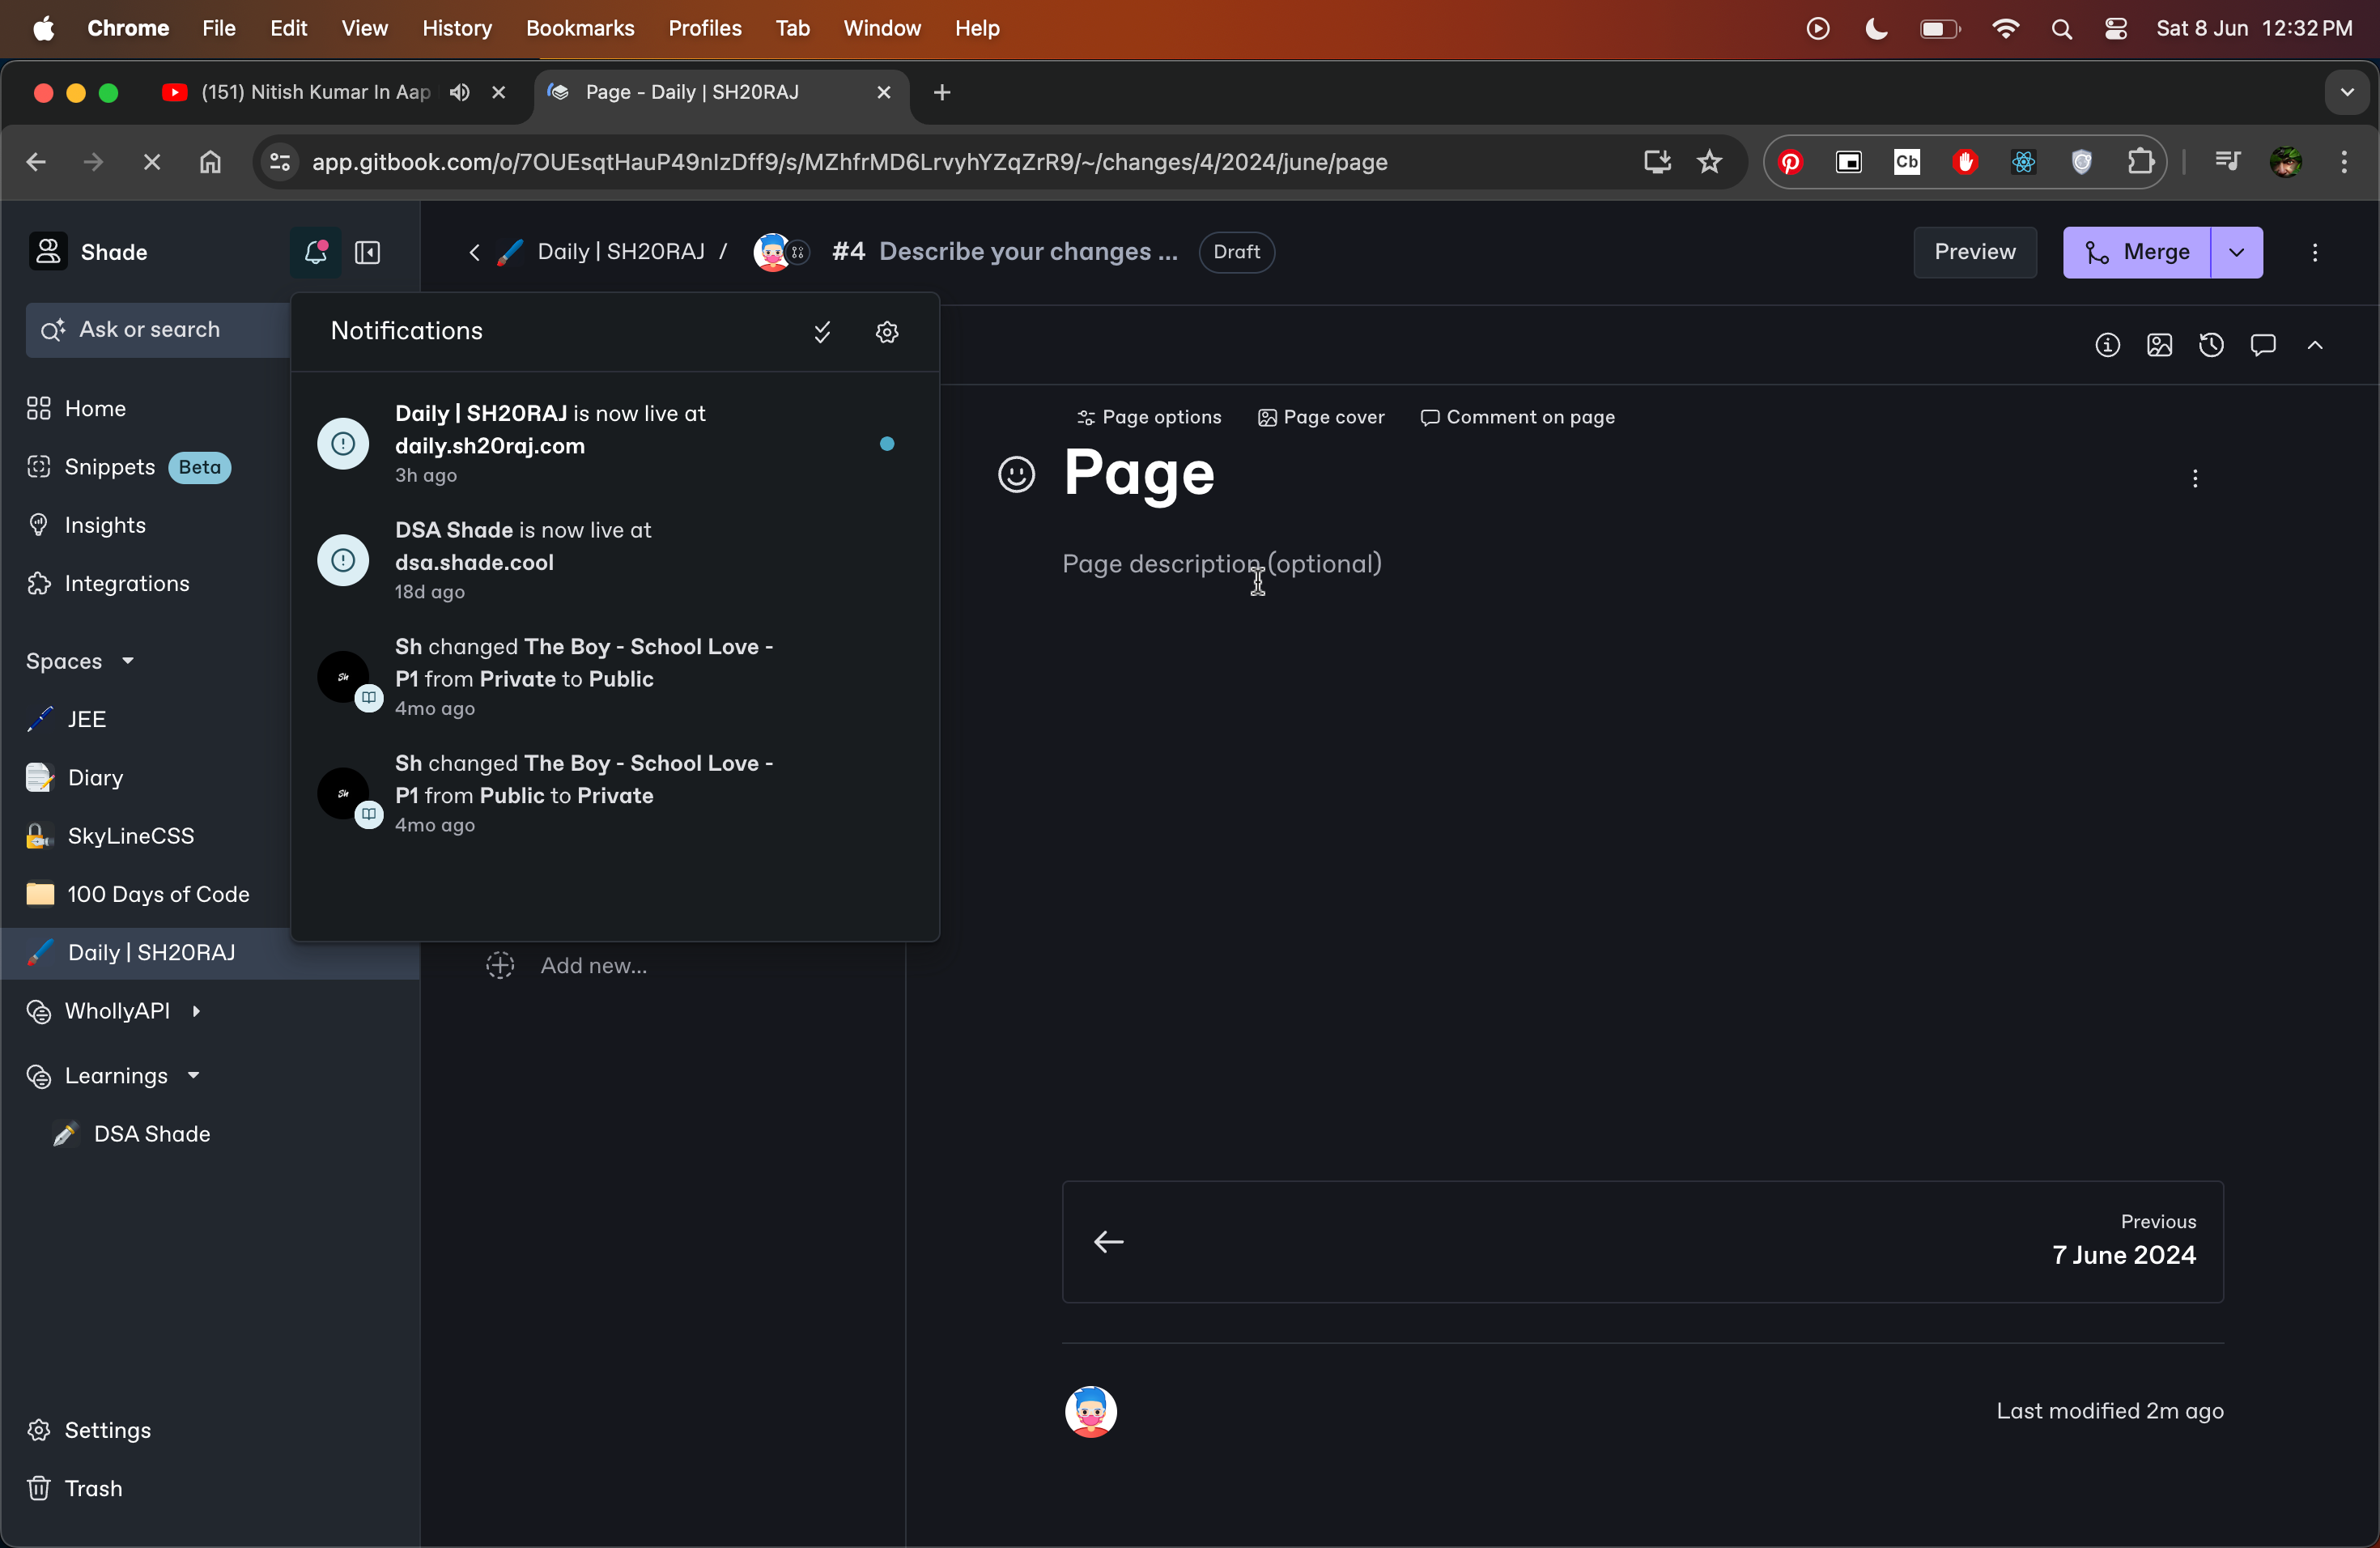 Chrome File Edit View History Bookmarks Profiles Tab Window Help Sat 8 Jun 12:32 PM
(151) Nitish Kumar In Aap
Page - Daily | SH20RAJ
app.gitbook.com/o/7OUEsqtHauP49nIzDff9/s/MZhfrMD6LrvyhYZqZrR9/~/changes/4/2024/june/page
Cb
Shade
Daily | SH20RAJ / #4 Describe your changes ... Draft
Preview
Merge
Ask or search
Home
Snippets Beta
Insights
Integrations
Spaces
JEE
Diary
SkyLineCSS
100 Days of Code
Daily | SH20RAJ
WhollyAPI
Learnings
DSA Shade
Settings
Trash
Notifications
Daily | SH20RAJ is now live at
daily.sh20raj.com
3h ago
DSA Shade is now live at
dsa.shade.cool
18d ago
Sh
Sh changed The Boy - School Love -
P1 from Private to Public
4mo ago
Sh
Sh changed The Boy - School Love -
P1 from Public to Private
4mo ago
Add new...
Page options Page cover Comment on page
Page
Page description (optional)
Previous
7 June 2024
Last modified 2m ago